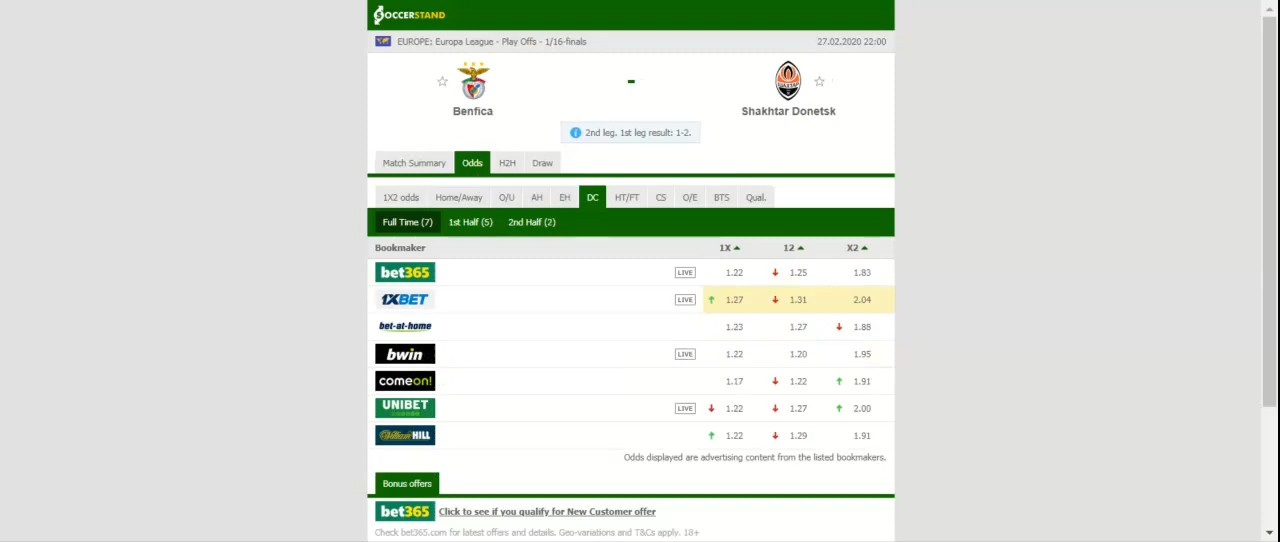 SOCCERSTAND
EUROPE: Europa League - Play Offs - 1/16-finals 27.02.2020 22:00
-
Benfica Shakhtar Donetsk
2nd leg. 1st leg result: 1-2.
Match Summary Odds H2H Draw
1X2 odds Home/Away O/U AH EH DC HT/FT CS O/E BTS Qual.
Full Time (7) 1st Half (5) 2nd Half (2)
Bookmaker 1X 12 X2
bet365 LIVE 1.22 1.25 1.83
1XBET LIVE 1.27 1.31 2.04
bet-at-home 1.23 1.27 1.88
bwin LIVE 1.22 1.20 1.95
comeon! 1.17 1.22 1.91
UNIBET LIVE 1.22 1.27 2.00
William HILL 1.22 1.29 1.91
Odds displayed are advertising content from the listed bookmakers.
Bonus offers
bet365 Click to see if you qualify for New Customer offer
Check bet365.com for latest offers and details. Geo-variations and T&Cs apply. 18+